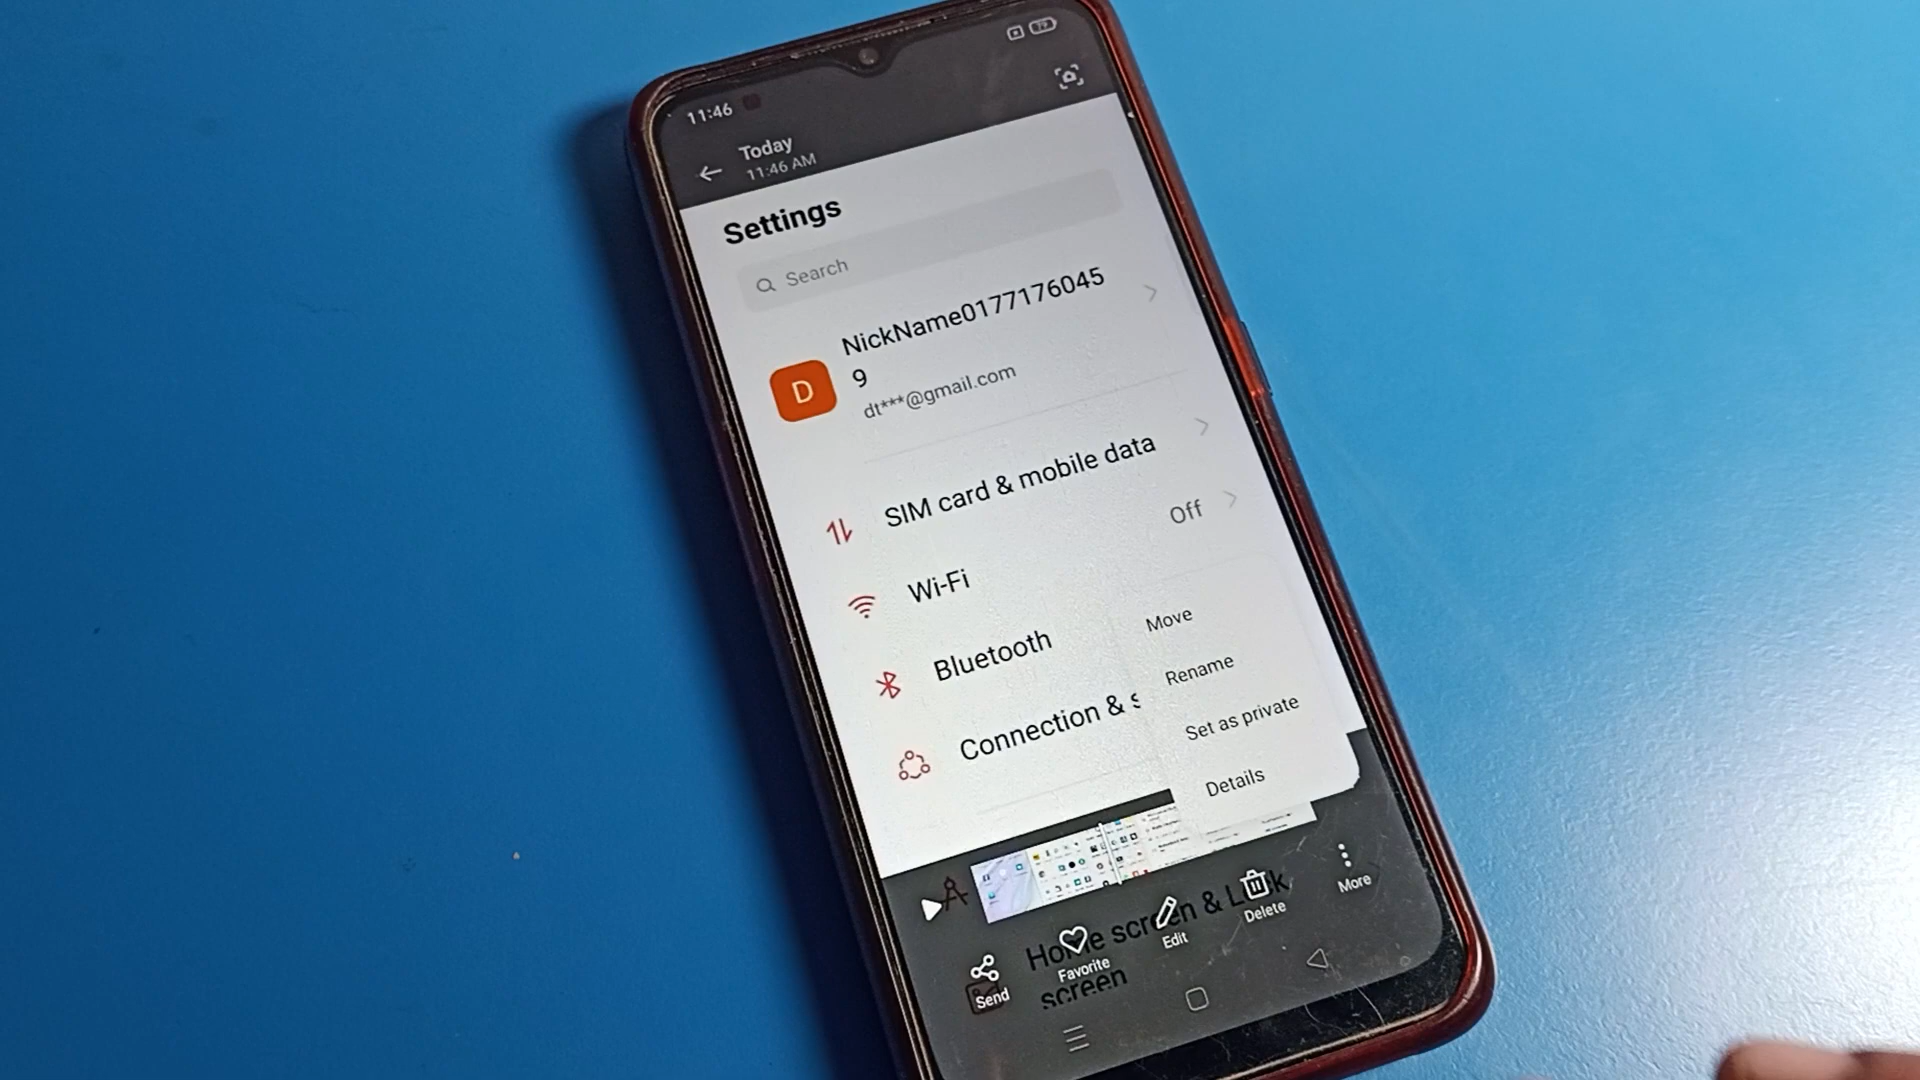 11:46
79
Today
11:46 AM
Settings
Search
NickName0177176045
9
D
dt***@gmail.com
SIM card & mobile data
Wi-Fi
Off
Bluetooth
Connection & s
Move
Rename
Set as private
Details
Home screen & Lock
screen
Send
Favorite
Edit
Delete
More